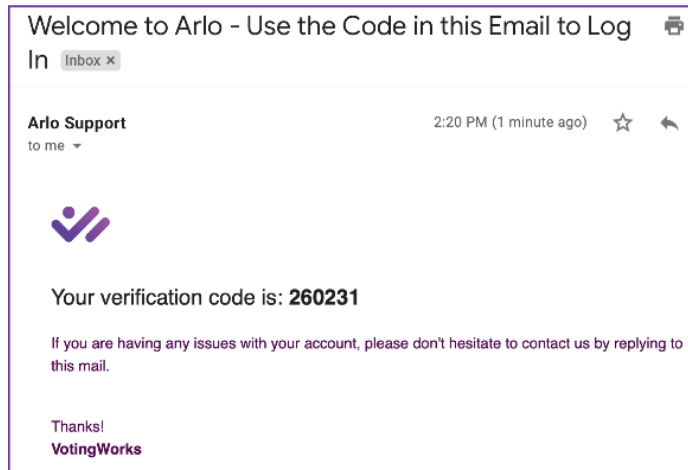 Welcome to Arlo - Use the Code in this Email to Log
In Inbox ×
Arlo Support 2:20 PM (1 minute ago)
to me
Your verification code is: 260231
If you are having any issues with your account, please don't hesitate to contact us by replying to
this mail.
Thanks!
VotingWorks